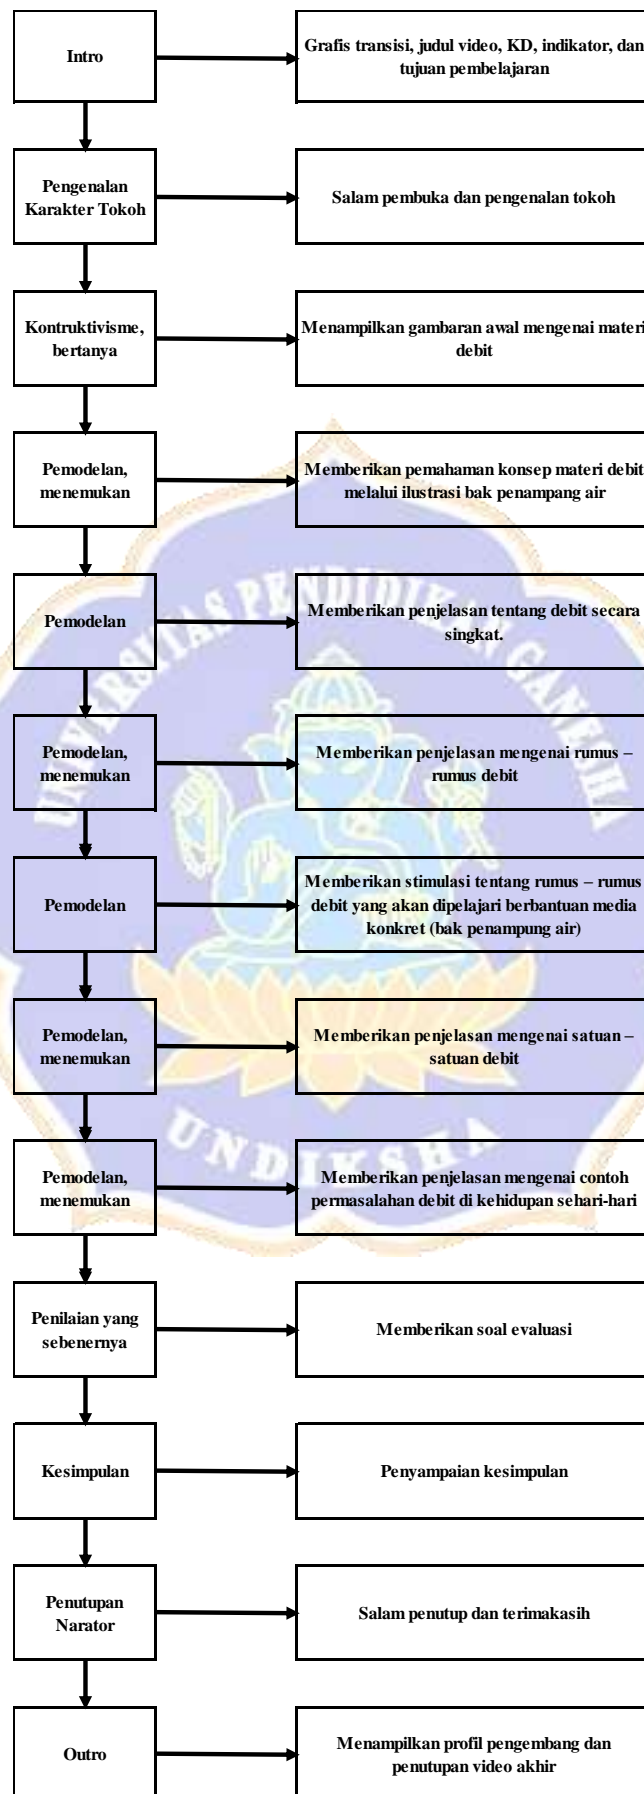 Intro
Grafis transisi, judul video, KD, indikator, dan
tujuan pembelajaran
Pengenalan
Karakter Tokoh
Salam pembuka dan pengenalan tokoh
Kontruktivisme,
bertanya
Menampilkan gambaran awal mengenai materi
debit
Pemodelan,
menemukan
Memberikan pemahaman konsep materi debit
melalui ilustrasi bak penampang air
Pemodelan
Memberikan penjelasan tentang debit secara
singkat.
UNIVERSITAS PENDIDIKAN GANESHA
Pemodelan,
menemukan
Memberikan penjelasan mengenai rumus –
rumus debit
Pemodelan
Memberikan stimulasi tentang rumus – rumus
debit yang akan dipelajari berbantuan media
konkret (bak penampung air)
Pemodelan,
menemukan
Memberikan penjelasan mengenai satuan –
satuan debit
UNDIKSHA
Pemodelan,
menemukan
Memberikan penjelasan mengenai contoh
permasalahan debit di kehidupan sehari-hari
Penilaian yang
sebenernya
Memberikan soal evaluasi
Kesimpulan
Penyampaian kesimpulan
Penutupan
Narator
Salam penutup dan terimakasih
Outro
Menampilkan profil pengembang dan
penutupan video akhir